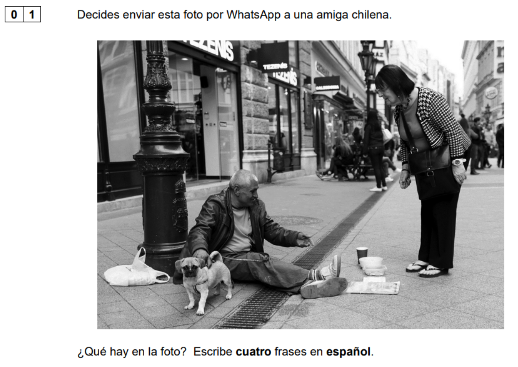 0 1
Decides enviar esta foto por WhatsApp a una amiga chilena.
¿Qué hay en la foto? Escribe cuatro frases en español.